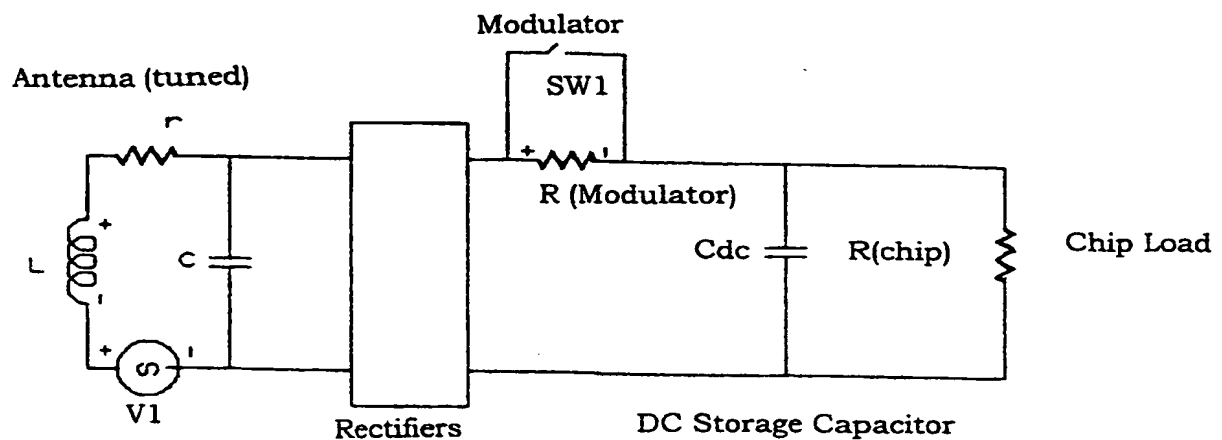 Modulator
Antenna (tuned)
SW1
r
+ -
R (Modulator)
+
L
-
C
Cdc
R(chip)
Chip Load
+ -
S
V1
Rectifiers
DC Storage Capacitor